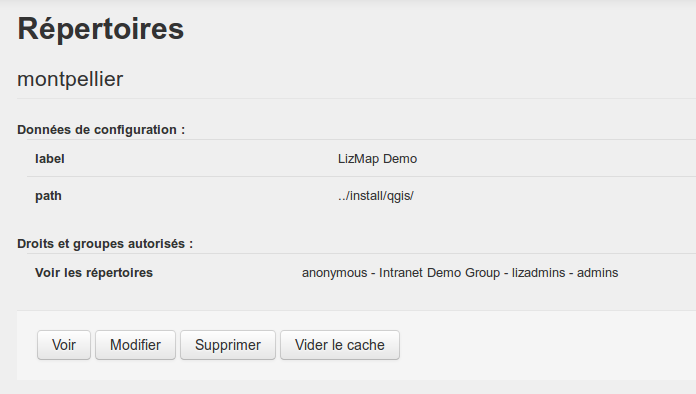 Répertoires
montpellier
Données de configuration :
label LizMap Demo
path ../install/qgis/
Droits et groupes autorisés :
Voir les répertoires anonymous - Intranet Demo Group - lizadmins - admins
Voir Modifier Supprimer Vider le cache